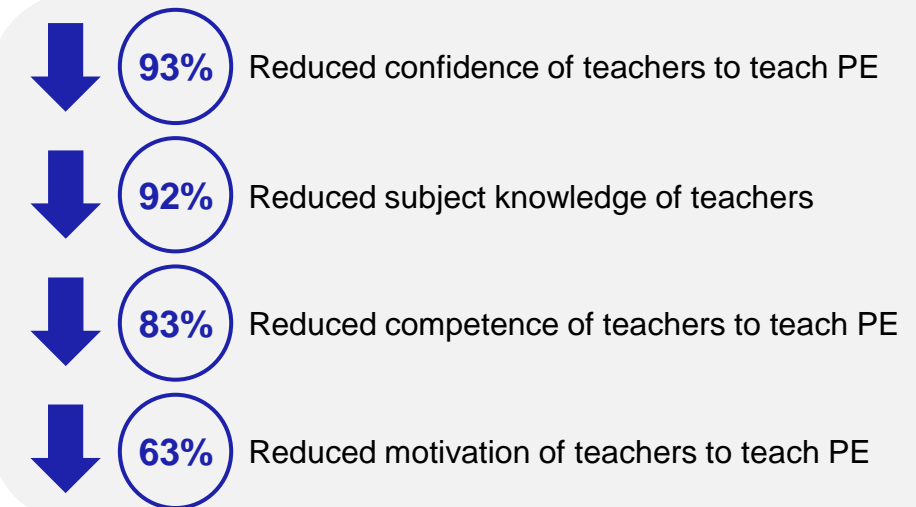 93% Reduced confidence of teachers to teach PE
92% Reduced subject knowledge of teachers
83% Reduced competence of teachers to teach PE
63% Reduced motivation of teachers to teach PE